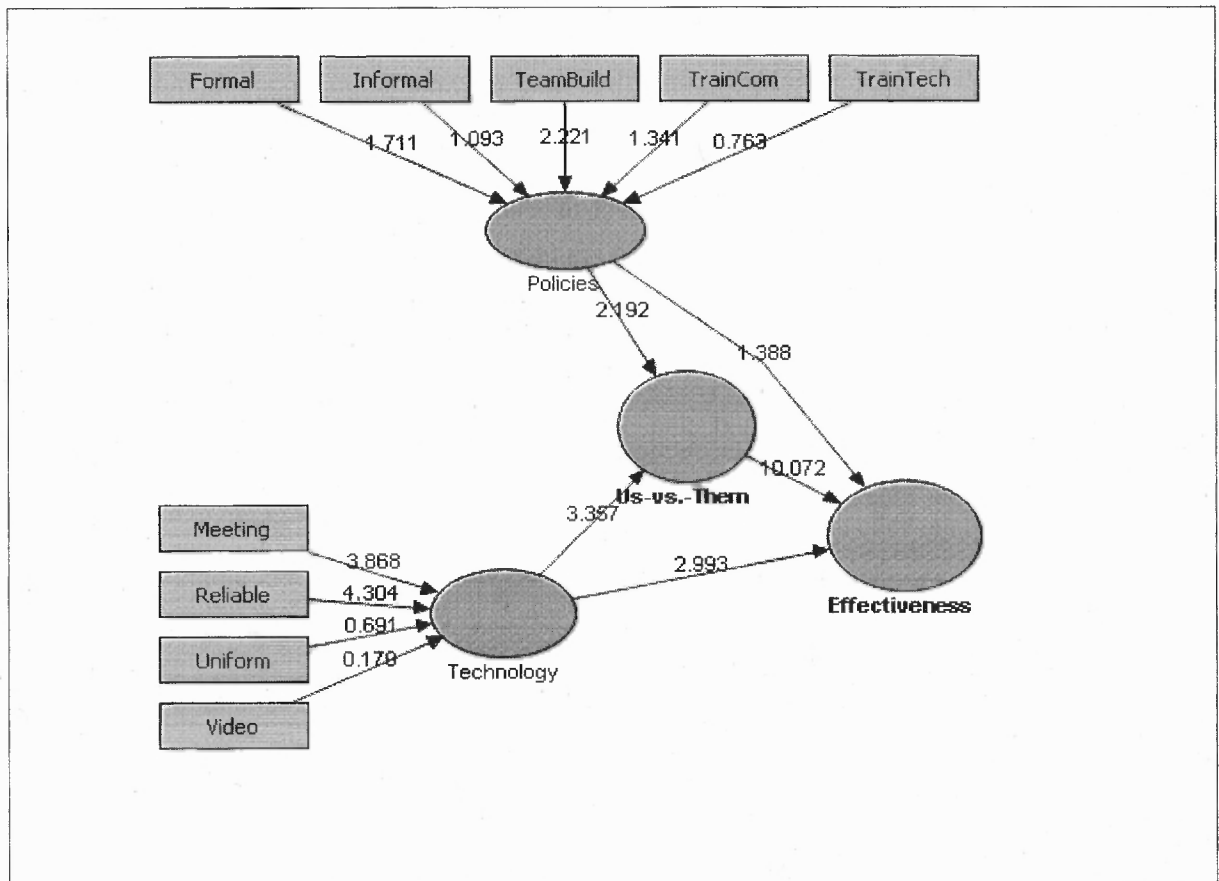 Formal
Informal
TeamBuild
TrainCom
TrainTech
1.711
1.093
2.221
1.341
0.763
Policies
2.192
1.388
Us-vs.-Them
10.072
3.357
Meeting
3.868
Reliable
4.304
2.993
Effectiveness
Uniform
0.691
0.179
Technology
Video